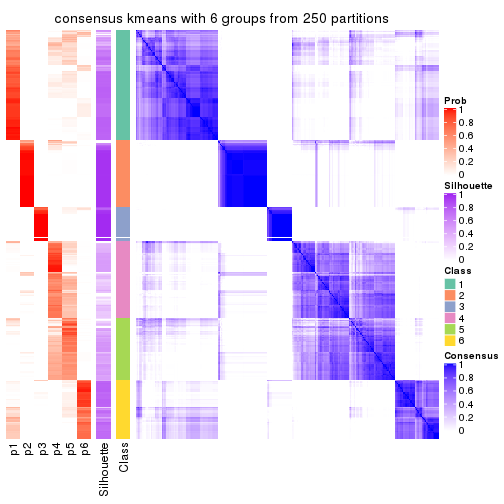 consensus kmeans with 6 groups from 250 partitions
Prob
1
0.8
0.6
0.4
0.2
0
Silhouette
1
0.8
0.6
0.4
0.2
0
Class
1
2
3
4
5
6
Consensus
1
0.8
0.6
0.4
0.2
0
p1
p2
p3
p4
p5
p6
Silhouette
Class